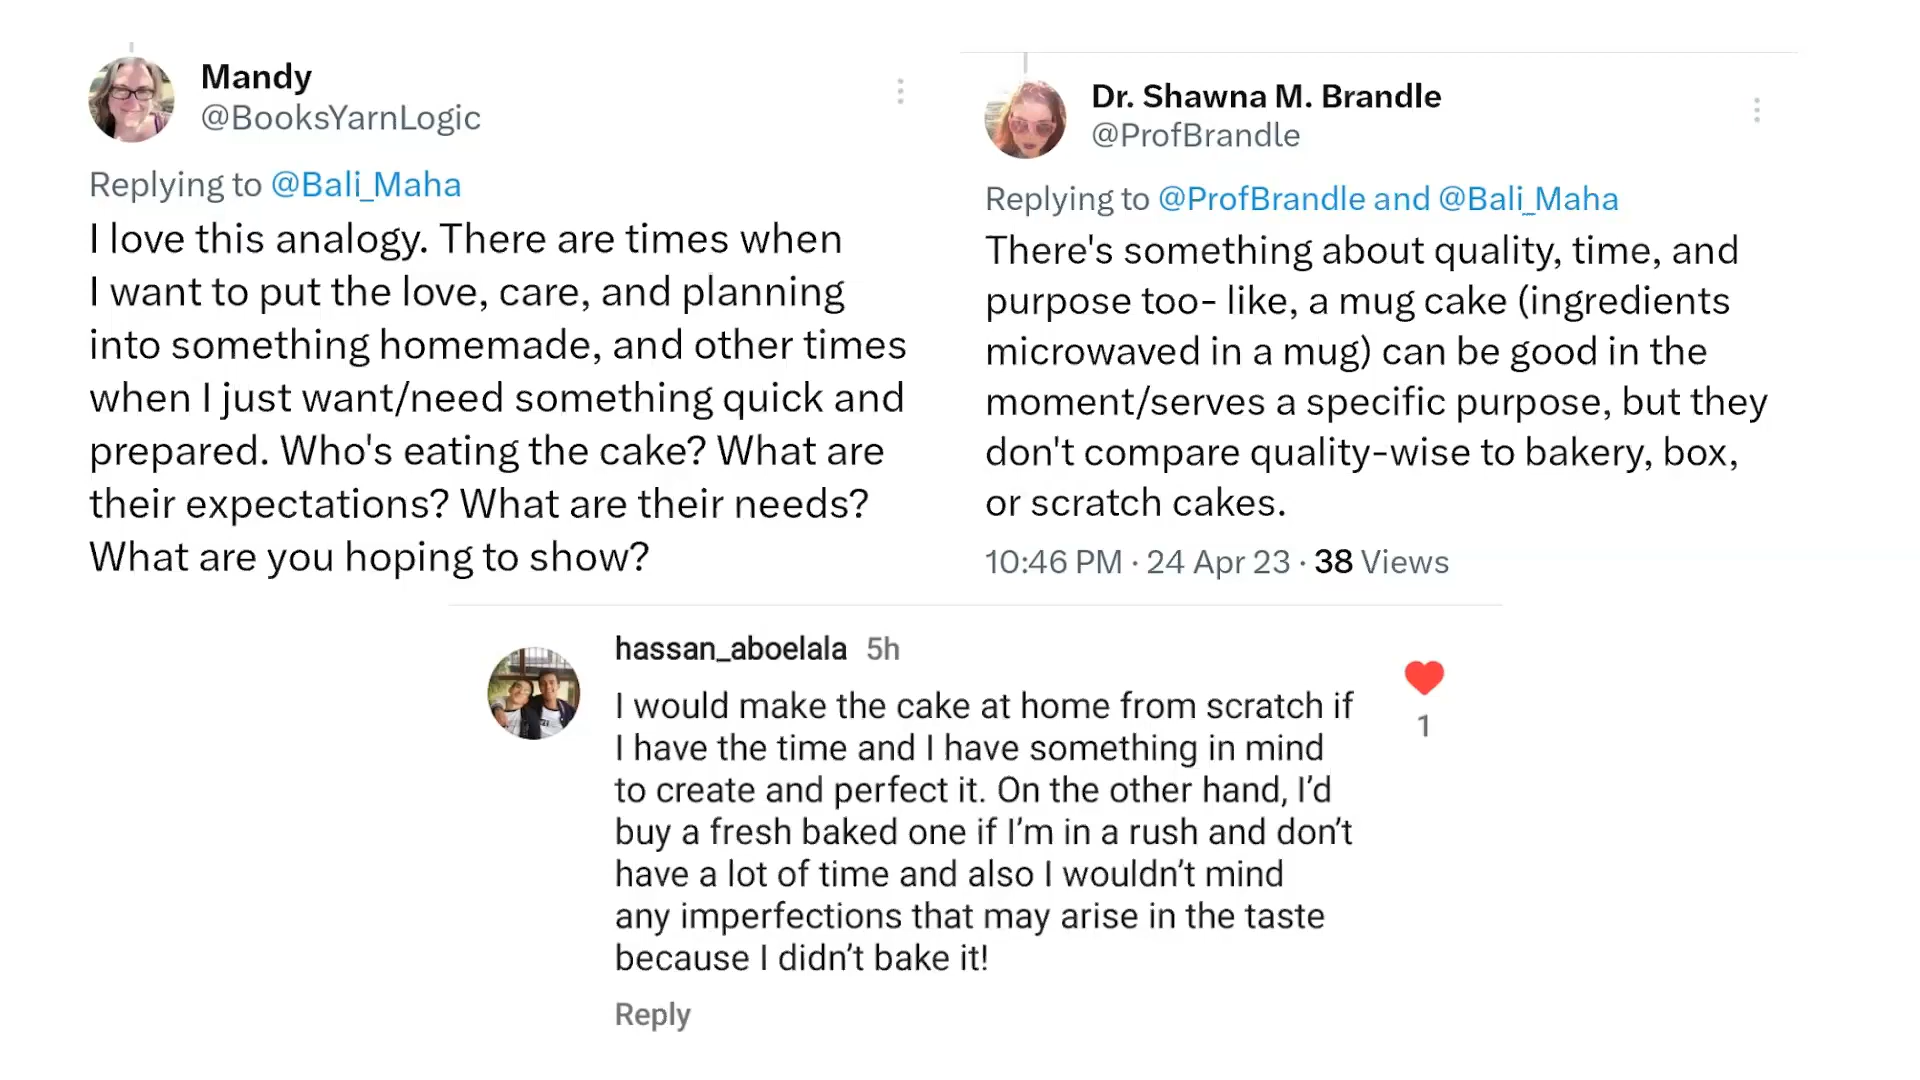 Mandy
@BooksYarnLogic
Replying to @Bali_Maha
I love this analogy. There are times when
I want to put the love, care, and planning
into something homemade, and other times
when I just want/need something quick and
prepared. Who's eating the cake? What are
their expectations? What are their needs?
What are you hoping to show?
Dr. Shawna M. Brandle
@ProfBrandle
Replying to @ProfBrandle and @Bali_Maha
There's something about quality, time, and
purpose too- like, a mug cake (ingredients
microwaved in a mug) can be good in the
moment/serves a specific purpose, but they
don't compare quality-wise to bakery, box,
or scratch cakes.
10:46 PM · 24 Apr 23 · 38 Views
hassan_aboelala 5h
I would make the cake at home from scratch if
I have the time and I have something in mind
to create and perfect it. On the other hand, I’d
buy a fresh baked one if I’m in a rush and don’t
have a lot of time and also I wouldn’t mind
any imperfections that may arise in the taste
because I didn’t bake it!
1
Reply